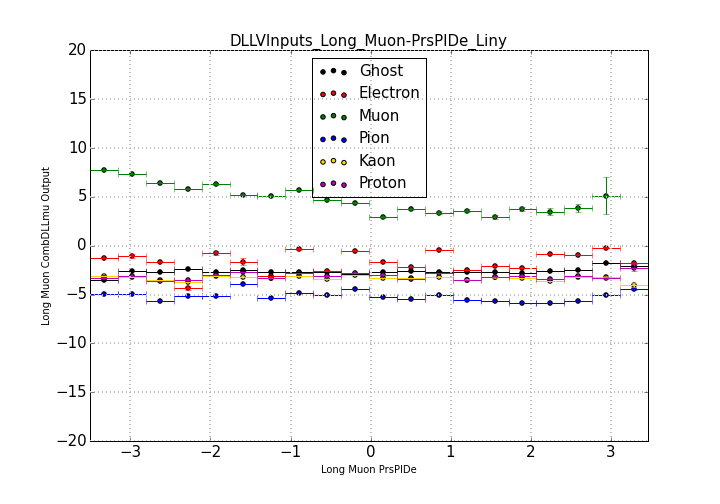 DLLVInputs_Long_Muon-PrsPIDe_Liny
20
15
10
5
0
−5
−10
−15
−20
Long Muon CombDLLmu Output
Ghost
Electron
Muon
Pion
Kaon
Proton
−3 −2 −1 0 1 2 3
Long Muon PrsPIDe